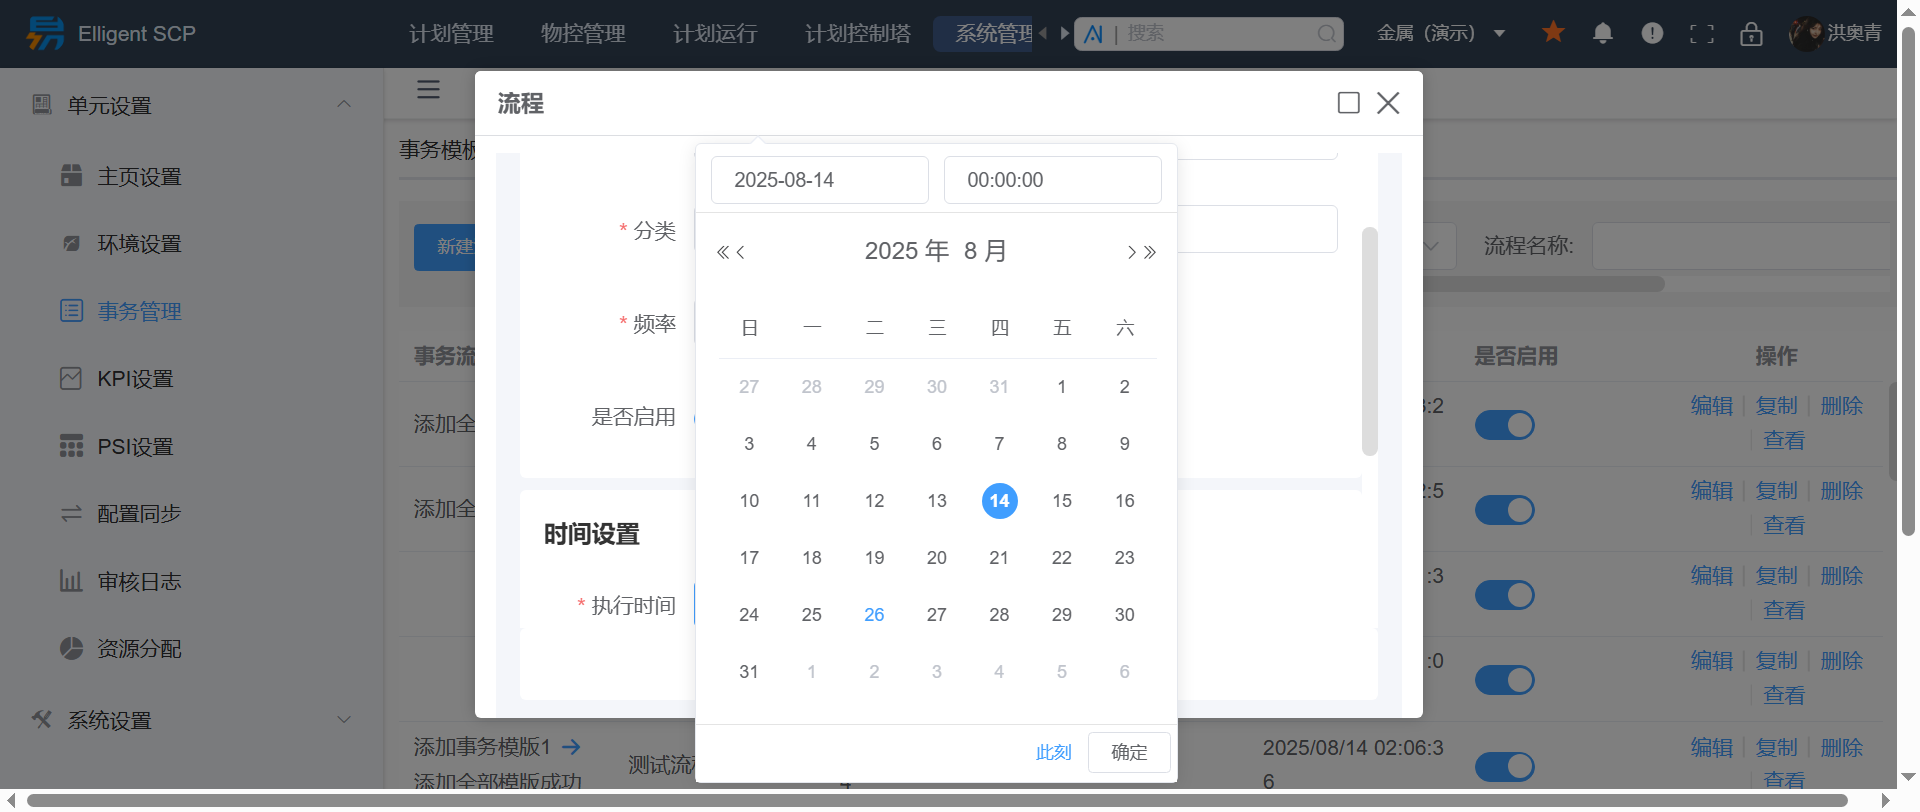 Elligent SCP
计划管理
物控管理
计划运行
计划控制塔
系统管理
AI | 搜索
金属（演示）
洪奥青
单元设置
主页设置
环境设置
事务管理
KPI设置
PSI设置
配置同步
审核日志
资源分配
系统设置
事务模板
新建
流程名称:
事务流
是否启用
操作
添加全
:2
编辑
复制
删除
查看
添加全
:5
编辑
复制
删除
查看
:3
编辑
复制
删除
查看
:0
编辑
复制
删除
查看
添加事务模版1
添加全部模版成功
测试流程
4
2025/08/14 02:06:3
6
编辑
复制
删除
查看
流程
* 分类
* 频率
是否启用
时间设置
* 执行时间
2025-08-14
00:00:00
2025 年 8 月
日 一 二 三 四 五 六
27 28 29 30 31 1 2
3 4 5 6 7 8 9
10 11 12 13 14 15 16
17 18 19 20 21 22 23
24 25 26 27 28 29 30
31 1 2 3 4 5 6
此刻
确定